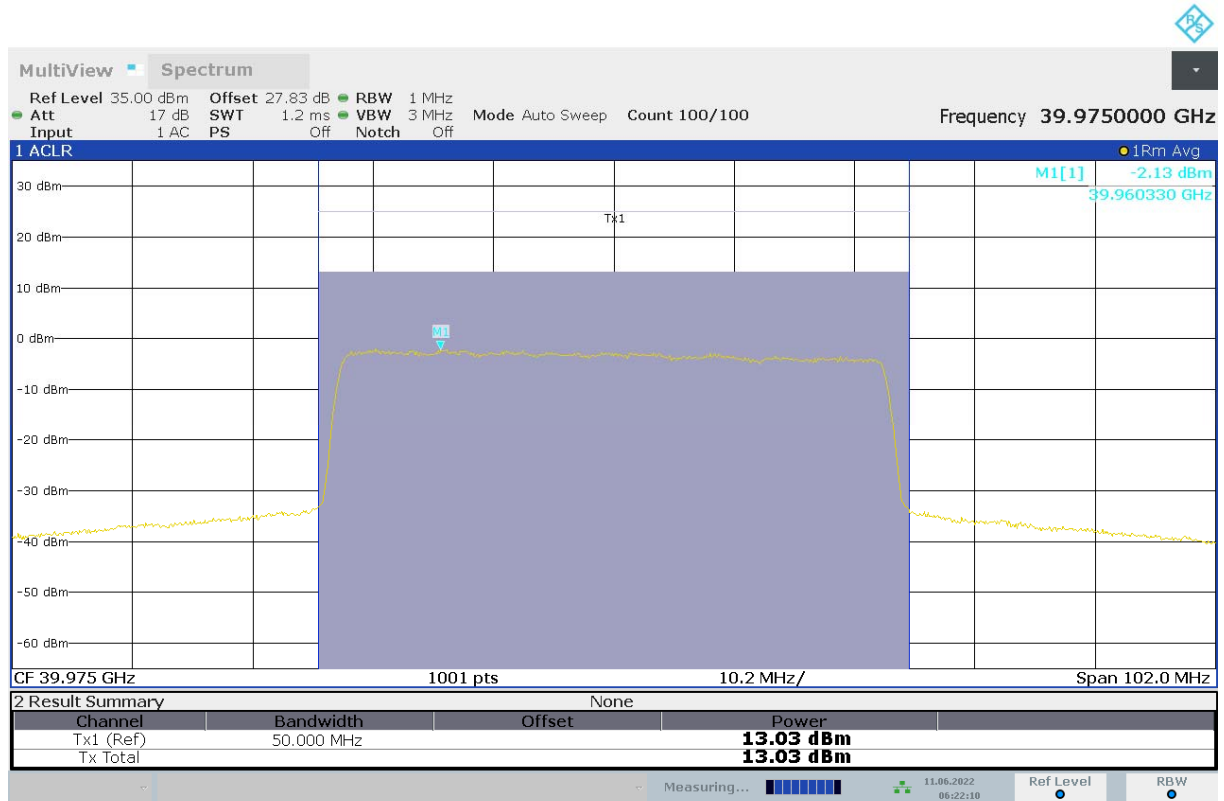 R S
MultiView Spectrum
Ref Level 35.00 dBm Offset 27.83 dB RBW 1 MHz
Att 17 dB SWT 1.2 ms VBW 3 MHz Mode Auto Sweep Count 100/100 Frequency 39.9750000 GHz
Input 1 AC PS Off Notch Off
1 ACLR 1Rm Avg
M1[1] -2.13 dBm
39.960330 GHz
30 dBm
Tx1
20 dBm
10 dBm
0 dBm
M1
-10 dBm
-20 dBm
-30 dBm
-40 dBm
-50 dBm
-60 dBm
CF 39.975 GHz 1001 pts 10.2 MHz/ Span 102.0 MHz
2 Result Summary None
Channel Bandwidth Offset Power
Tx1 (Ref) 50.000 MHz 13.03 dBm
Tx Total 13.03 dBm
Measuring... 11.06.2022 Ref Level RBW
06:22:10